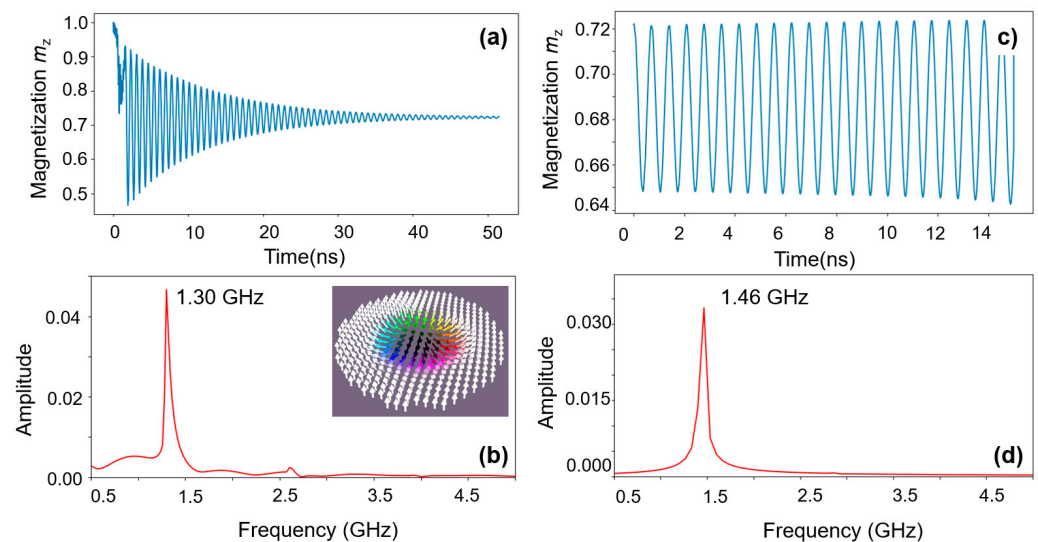 1.0
0.9
0.8
0.7
0.6
0.5
Magnetization mz
(a)
0 10 20 30 40 50
Time(ns)
0.72
0.70
0.68
0.66
0.64
Magnetization mz
c)
0 2 4 6 8 10 12 14
Time(ns)
0.04
0.02
0.00
Amplitude
1.30 GHz
(b)
0.5 1.5 2.5 3.5 4.5
Frequency (GHz)
0.030
0.015
0.000
Amplitude
1.46 GHz
(d)
0.5 1.5 2.5 3.5 4.5
Frequency (GHz)